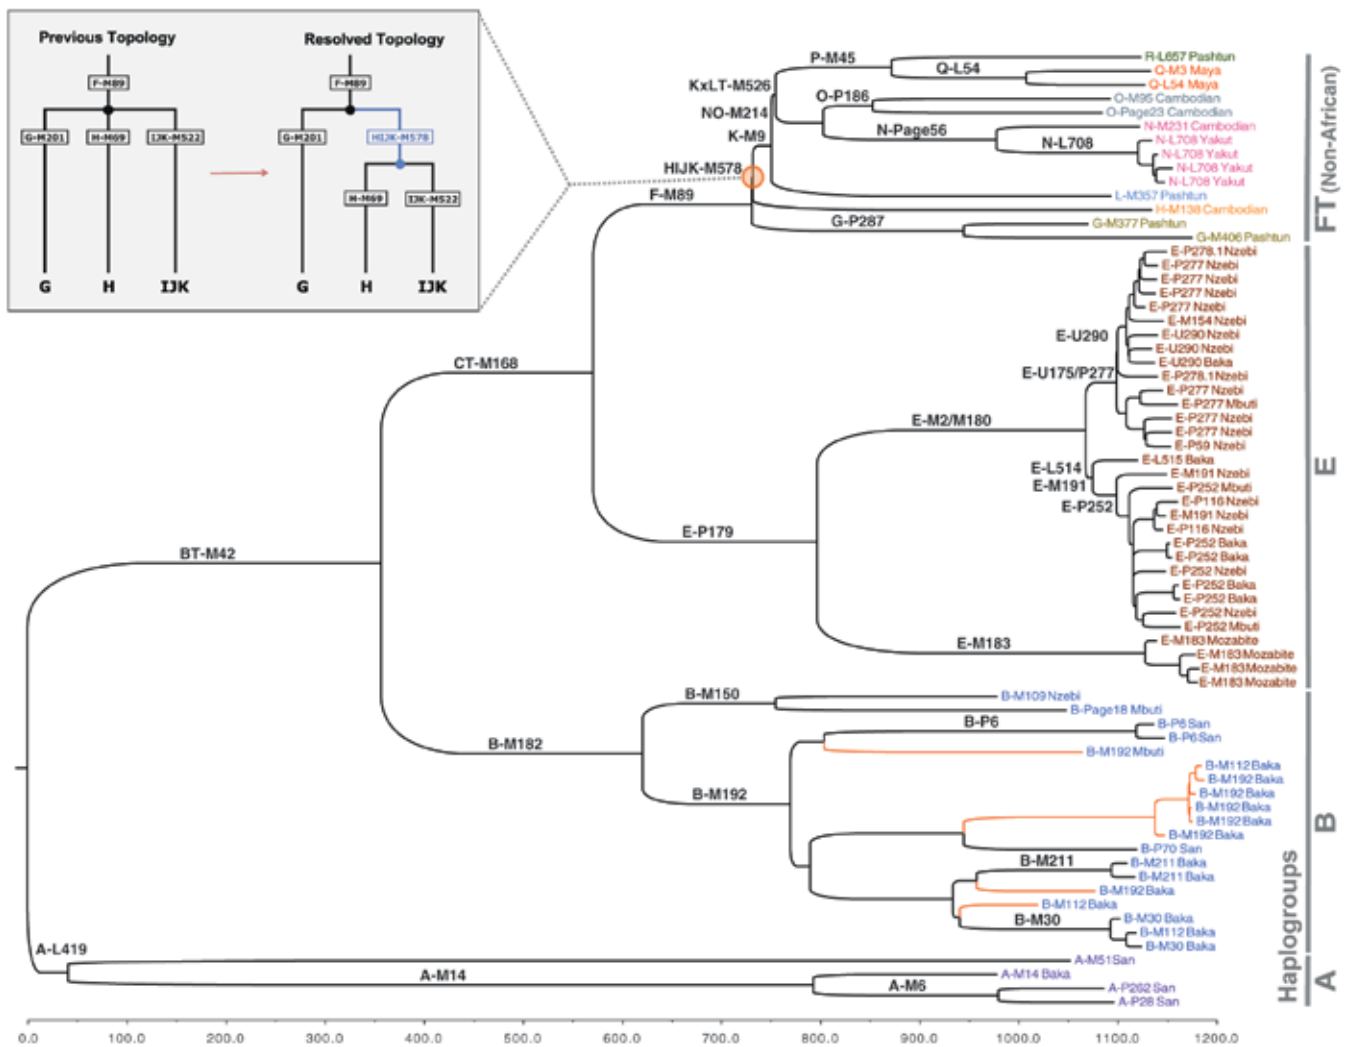 Previous Topology
Resolved Topology
F-M89
F-M89
G-M201
H-M69
IJK-M522
G-M201
HIJK-M578
H-M69
IJK-M522
G
H
IJK
G
H
IJK
P-M45
R-L657 Pashtun
Q-L54
Q-M3 Maya
Q-L54 Maya
KxLT-M526
O-P186
O-M95 Cambodian
O-Page23 Cambodian
NO-M214
N-Page56
N-M231 Cambodian
K-M9
N-L708
N-L708 Yakut
N-L708 Yakut
N-L708 Yakut
N-L708 Yakut
HIJK-M578
L-M357 Pashtun
F-M89
H-M138 Cambodian
G-P287
G-M377 Pashtun
G-M406 Pashtun
FT (Non-African)
E-P278.1 Nzebi
E-P277 Nzebi
E-P277 Nzebi
E-P277 Nzebi
E-P277 Nzebi
E-M154 Nzebi
E-U290
E-U290 Nzebi
E-U290 Nzebi
E-U290 Baka
CT-M168
E-U175/P277
E-P278.1 Nzebi
E-P277 Nzebi
E-P277 Mbuti
E-M2/M180
E-P277 Nzebi
E-P277 Nzebi
E-P59 Nzebi
E-L514
E-L515 Baka
E-M191
E-M191 Nzebi
E-P252 Mbuti
E-P252
E-P116 Nzebi
E-M191 Nzebi
E-P116 Nzebi
E-P179
E-P252 Baka
E-P252 Baka
BT-M42
E-P252 Nzebi
E-P252 Baka
E-P252 Baka
E-P252 Nzebi
E-P252 Mbuti
E-M183
E-M183 Mozabite
E-M183 Mozabite
E-M183 Mozabite
E-M183 Mozabite
E
B-M150
B-M109 Nzebi
B-Page18 Mbuti
B-P6
B-P6 San
B-P6 San
B-M182
B-M192 Mbuti
B-M112 Baka
B-M192 Baka
B-M192
B-M192 Baka
B-M192 Baka
B-M192 Baka
B-M192 Baka
B-P70 San
B-M211
B-M211 Baka
B-M211 Baka
B-M192 Baka
B-M112 Baka
B-M30
B-M30 Baka
B-M112 Baka
B-M30 Baka
B
A-L419
A-M51 San
A-M14
A-M14 Baka
A-M6
A-P262 San
A-P28 San
A
Haplogroups
0.0
100.0
200.0
300.0
400.0
500.0
600.0
700.0
800.0
900.0
1000.0
1100.0
1200.0